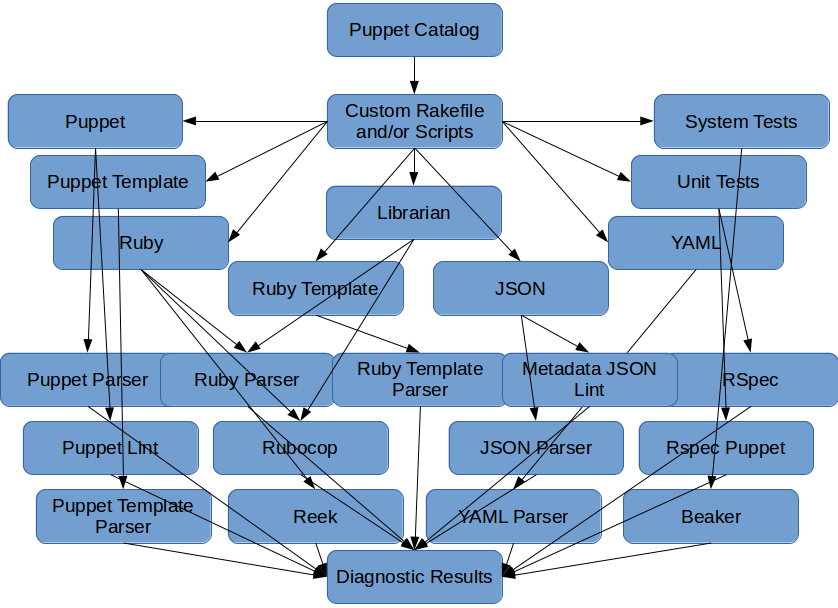 Puppet Catalog
Puppet
Custom Rakefile
and/or Scripts
System Tests
Puppet Template
Unit Tests
Librarian
Ruby
YAML
Ruby Template
JSON
Puppet Parser
Ruby Parser
Ruby Template
Parser
Metadata JSON
Lint
RSpec
Puppet Lint
Rubocop
JSON Parser
Rspec Puppet
Puppet Template
Parser
Reek
YAML Parser
Beaker
Diagnostic Results